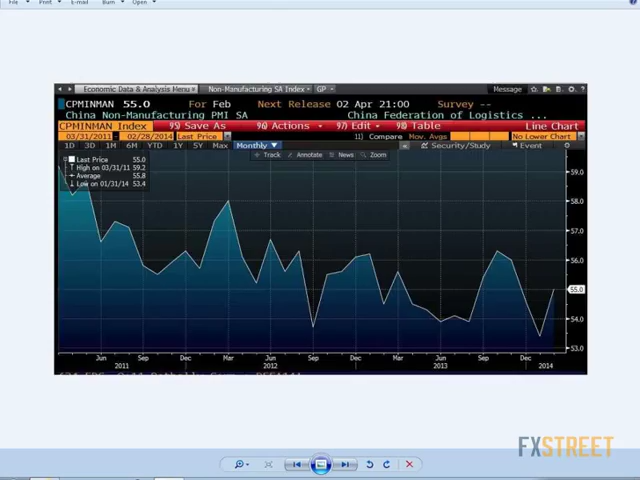 File Print E-mail Burn Open
Economic Data & Analysis Menu Non-Manufacturing SA Index GP Message
CPMINMAN 55.0 For Feb Next Release 02 Apr 21:00 Survey --
China Non-Manufacturing PMI SA China Federation of Logistics ...
CPMINMAN Index 95) Save As 96) Actions 97) Edit 98) Table Line Chart
03/31/2011 - 02/28/2014 Last Price 11) Compare Mov. Avgs No Lower Chart
1D 3D 1M 6M YTD 1Y 5Y Max Monthly Security/Study Event
Track Annotate News Zoom
Last Price 55.0
High on 03/31/11 59.2
Average 55.8
Low on 01/31/14 53.4
59.0
58.0
57.0
56.0
55.0
54.0
53.0
Jun Sep Dec Mar Jun Sep Dec Mar Jun Sep Dec
2011 2012 2013 2014
FXSTREET